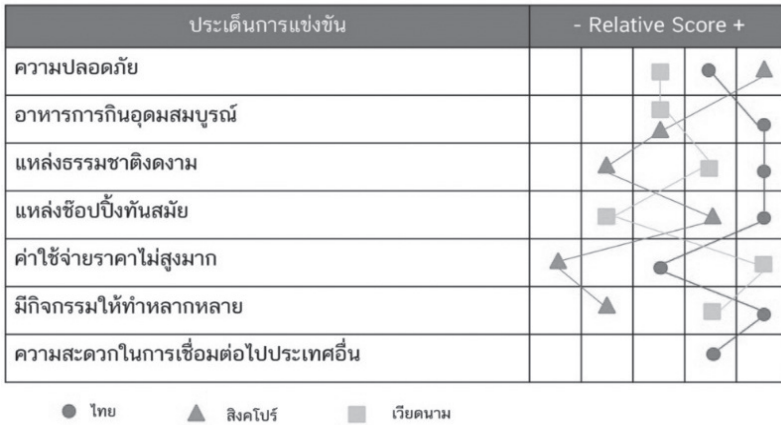 ประเด็นการแข่งขัน - Relative Score +
ความปลอดภัย
อาหารการกินอุดมสมบูรณ์
แหล่งธรรมชาติงดงาม
แหล่งช๊อปปิ้งทันสมัย
ค่าใช้จ่ายราคาไม่สูงมาก
มีกิจกรรมให้ทำหลากหลาย
ความสะดวกในการเชื่อมต่อไปประเทศอื่น
ไทย สิงคโปร์ เวียดนาม